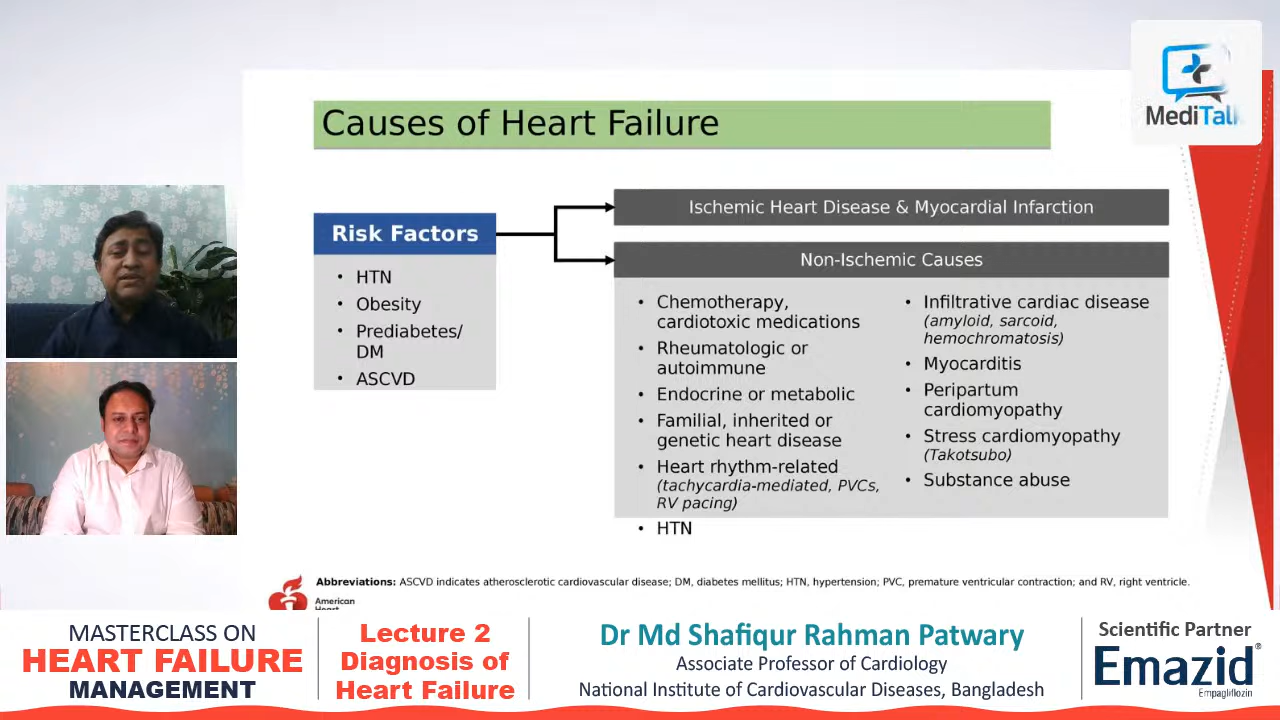 MediTalk
Causes of Heart Failure
Risk Factors
• HTN
• Obesity
• Prediabetes/
DM
• ASCVD
Ischemic Heart Disease & Myocardial Infarction
Non-Ischemic Causes
• Chemotherapy,
cardiotoxic medications
• Rheumatologic or
autoimmune
• Endocrine or metabolic
• Familial, inherited or
genetic heart disease
• Heart rhythm-related
(tachycardia-mediated, PVCs,
RV pacing)
• HTN
• Infiltrative cardiac disease
(amyloid, sarcoid,
hemochromatosis)
• Myocarditis
• Peripartum
cardiomyopathy
• Stress cardiomyopathy
(Takotsubo)
• Substance abuse
Abbreviations: ASCVD indicates atherosclerotic cardiovascular disease; DM, diabetes mellitus; HTN, hypertension; PVC, premature ventricular contraction; and RV, right ventricle.
American
Heart
MASTERCLASS ON
HEART FAILURE
MANAGEMENT
Lecture 2
Diagnosis of
Heart Failure
Dr Md Shafiqur Rahman Patwary
Associate Professor of Cardiology
National Institute of Cardiovascular Diseases, Bangladesh
Scientific Partner
Emazid®
Empagliflozin